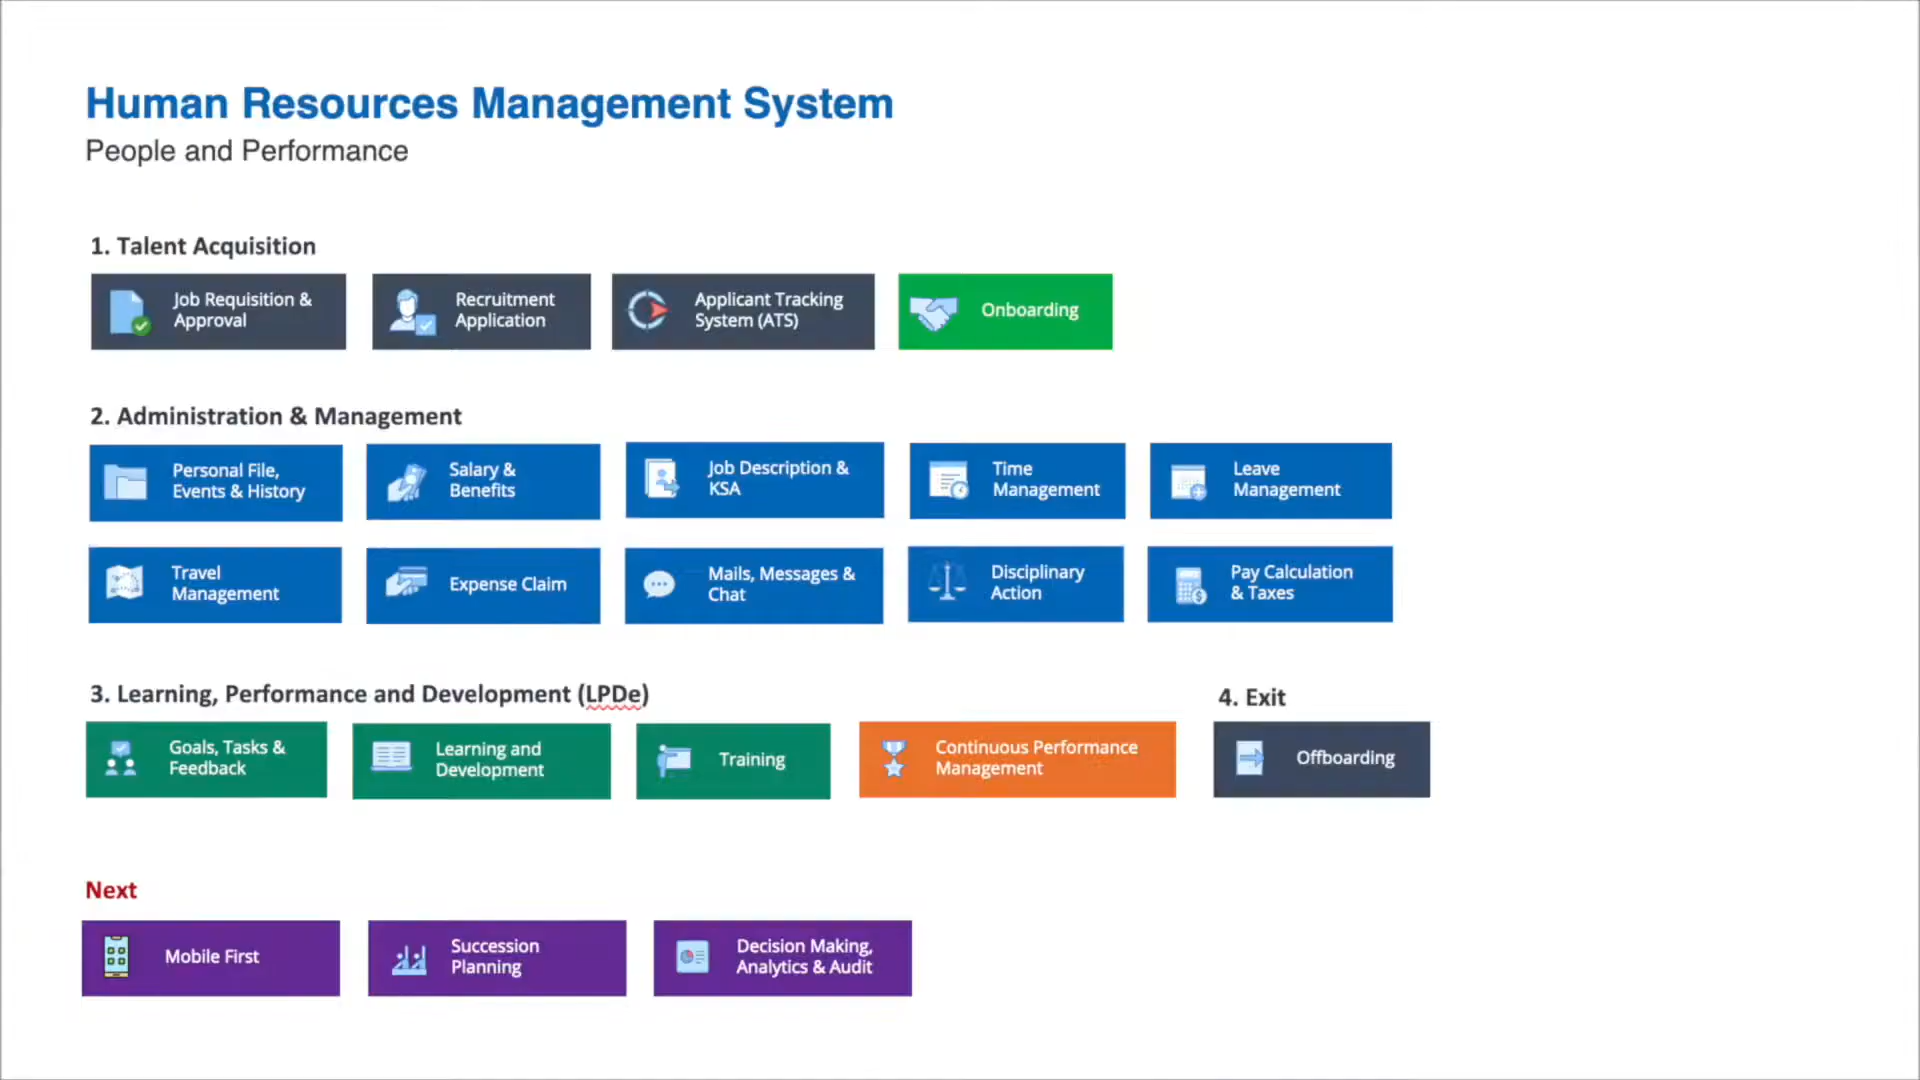 Human Resources Management System
People and Performance
1. Talent Acquisition
Job Requisition &
Approval
Recruitment
Application
Applicant Tracking
System (ATS)
Onboarding
2. Administration & Management
Personal File,
Events & History
Salary &
Benefits
Job Description &
KSA
Time
Management
Leave
Management
Travel
Management
Expense Claim
Mails, Messages &
Chat
Disciplinary
Action
Pay Calculation
& Taxes
3. Learning, Performance and Development (LPDe)
Goals, Tasks &
Feedback
Learning and
Development
Training
Continuous Performance
Management
4. Exit
Offboarding
Next
Mobile First
Succession
Planning
Decision Making,
Analytics & Audit